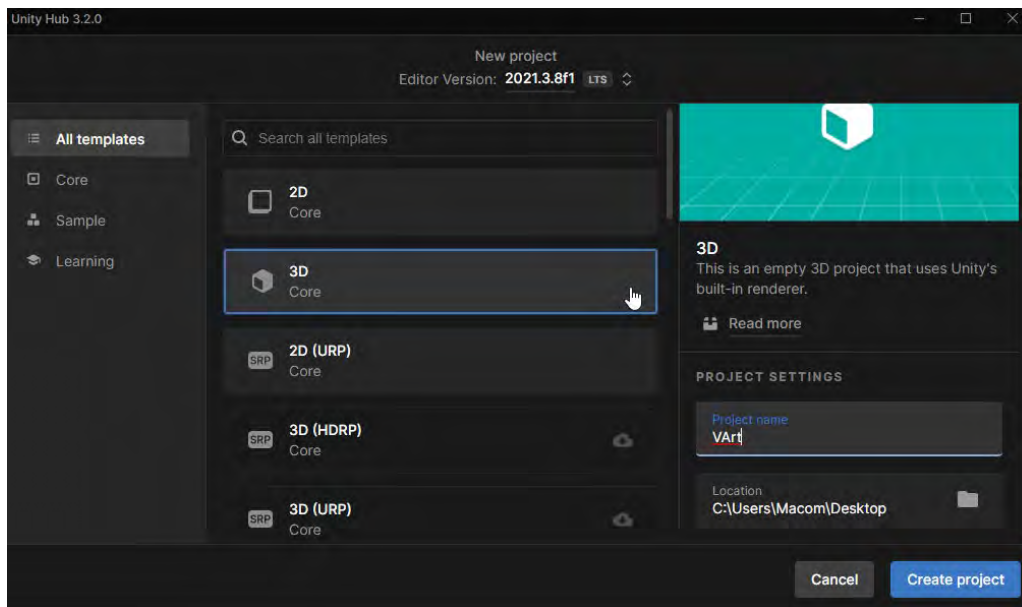 Unity Hub 3.2.0
New project
Editor Version: 2021.3.8f1 LTS
All templates
Core
Sample
Learning
Search all templates
2D
Core
3D
Core
SRP
2D (URP)
Core
SRP
3D (HDRP)
Core
SRP
3D (URP)
Core
3D
This is an empty 3D project that uses Unity's
built-in renderer.
Read more
PROJECT SETTINGS
Project name
VArt
Location
C:\Users\Macom\Desktop
Cancel
Create project